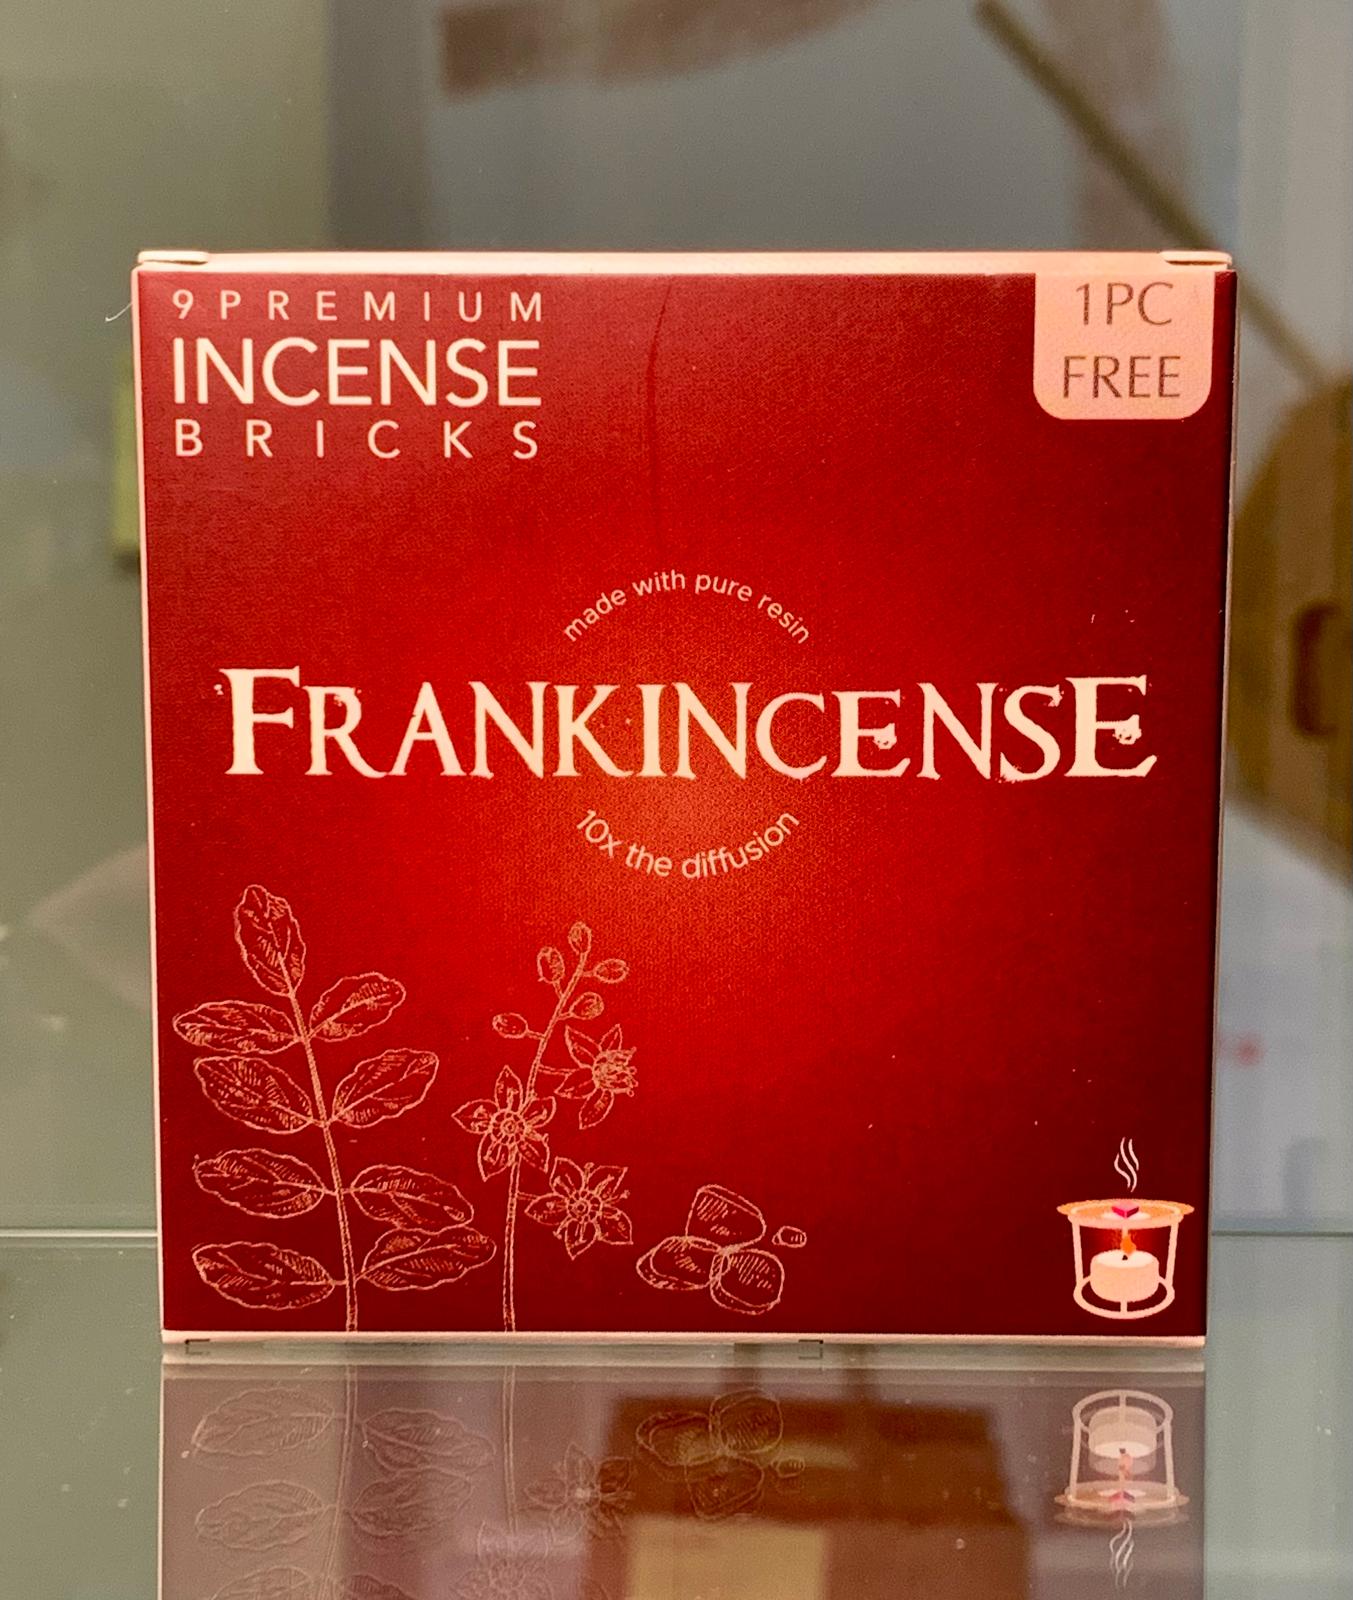 9 PREMIUM
INCENSE
BRICKS
1PC
FREE
made with pure resin
FRANKINCENSE
10x the diffusion